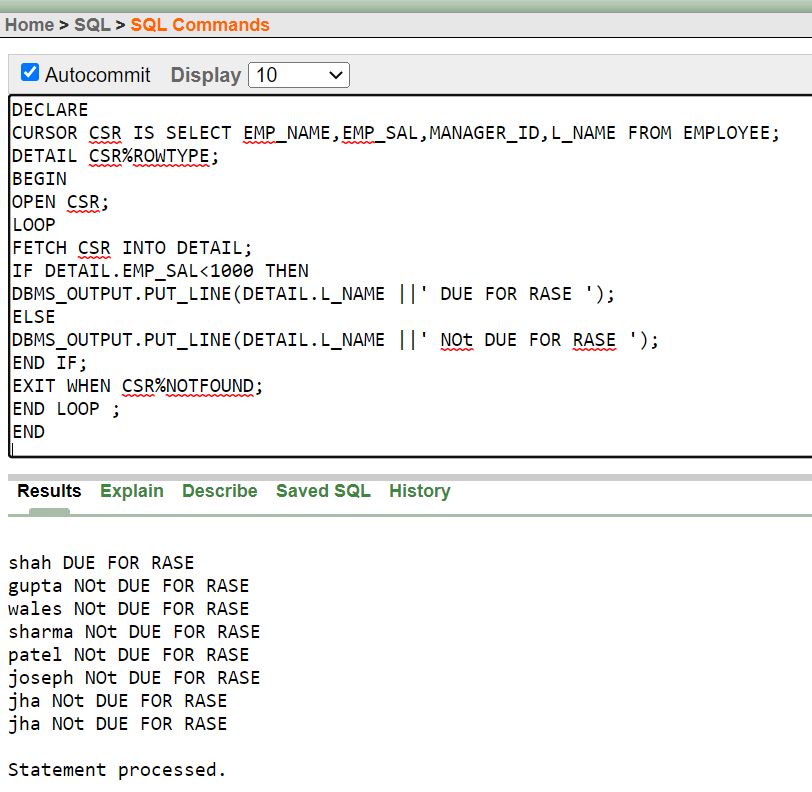 Home > SQL > SQL Commands
Autocommit Display 10
DECLARE
CURSOR CSR IS SELECT EMP_NAME,EMP_SAL,MANAGER_ID,L_NAME FROM EMPLOYEE;
DETAIL CSR%ROWTYPE;
BEGIN
OPEN CSR;
LOOP
FETCH CSR INTO DETAIL;
IF DETAIL.EMP_SAL<1000 THEN
DBMS_OUTPUT.PUT_LINE(DETAIL.L_NAME ||' DUE FOR RASE ');
ELSE
DBMS_OUTPUT.PUT_LINE(DETAIL.L_NAME ||' NOt DUE FOR RASE ');
END IF;
EXIT WHEN CSR%NOTFOUND;
END LOOP ;
END
Results Explain Describe Saved SQL History
shah DUE FOR RASE
gupta NOt DUE FOR RASE
wales NOt DUE FOR RASE
sharma NOt DUE FOR RASE
patel NOt DUE FOR RASE
joseph NOt DUE FOR RASE
jha NOt DUE FOR RASE
jha NOt DUE FOR RASE
Statement processed.